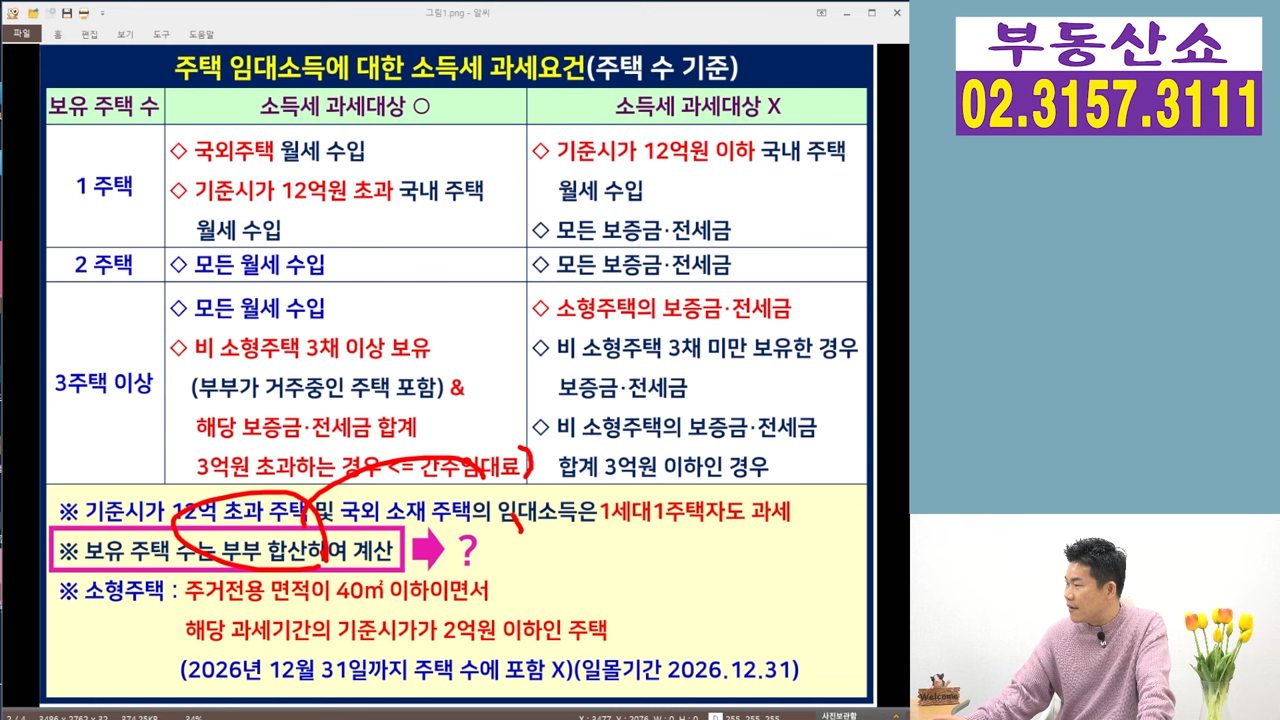 그림1.png - 알씨
파일 홈 편집 보기 도구 도움말
부동산쇼
02.3157.3111
주택 임대소득에 대한 소득세 과세요건(주택 수 기준)
보유 주택 수 소득세 과세대상 ○ 소득세 과세대상 X
1 주택
◇ 국외주택 월세 수입
◇ 기준시가 12억원 초과 국내 주택
월세 수입
◇ 기준시가 12억원 이하 국내 주택
월세 수입
◇ 모든 보증금·전세금
2 주택
◇ 모든 월세 수입
◇ 모든 보증금·전세금
3주택 이상
◇ 모든 월세 수입
◇ 비 소형주택 3채 이상 보유
(부부가 거주중인 주택 포함) &
해당 보증금·전세금 합계
3억원 초과하는 경우 <= 간주임대료
◇ 소형주택의 보증금·전세금
◇ 비 소형주택 3채 미만 보유한 경우
보증금·전세금
◇ 비 소형주택의 보증금·전세금
합계 3억원 이하인 경우
※ 기준시가 12억 초과 주택 및 국외 소재 주택의 임대소득은 1세대1주택자도 과세
※ 보유 주택 수는 부부 합산하여 계산 ?
※ 소형주택 : 주거전용 면적이 40㎡ 이하이면서
해당 과세기간의 기준시가가 2억원 이하인 주택
(2026년 12월 31일까지 주택 수에 포함 X)(일몰기간 2026.12.31)
Welcome
2 / 4 3486 x 2762 x 32 374.25KB 34% X : 3477, Y : 2076, W : 0, H : 0 255, 255, 255 사진보관함